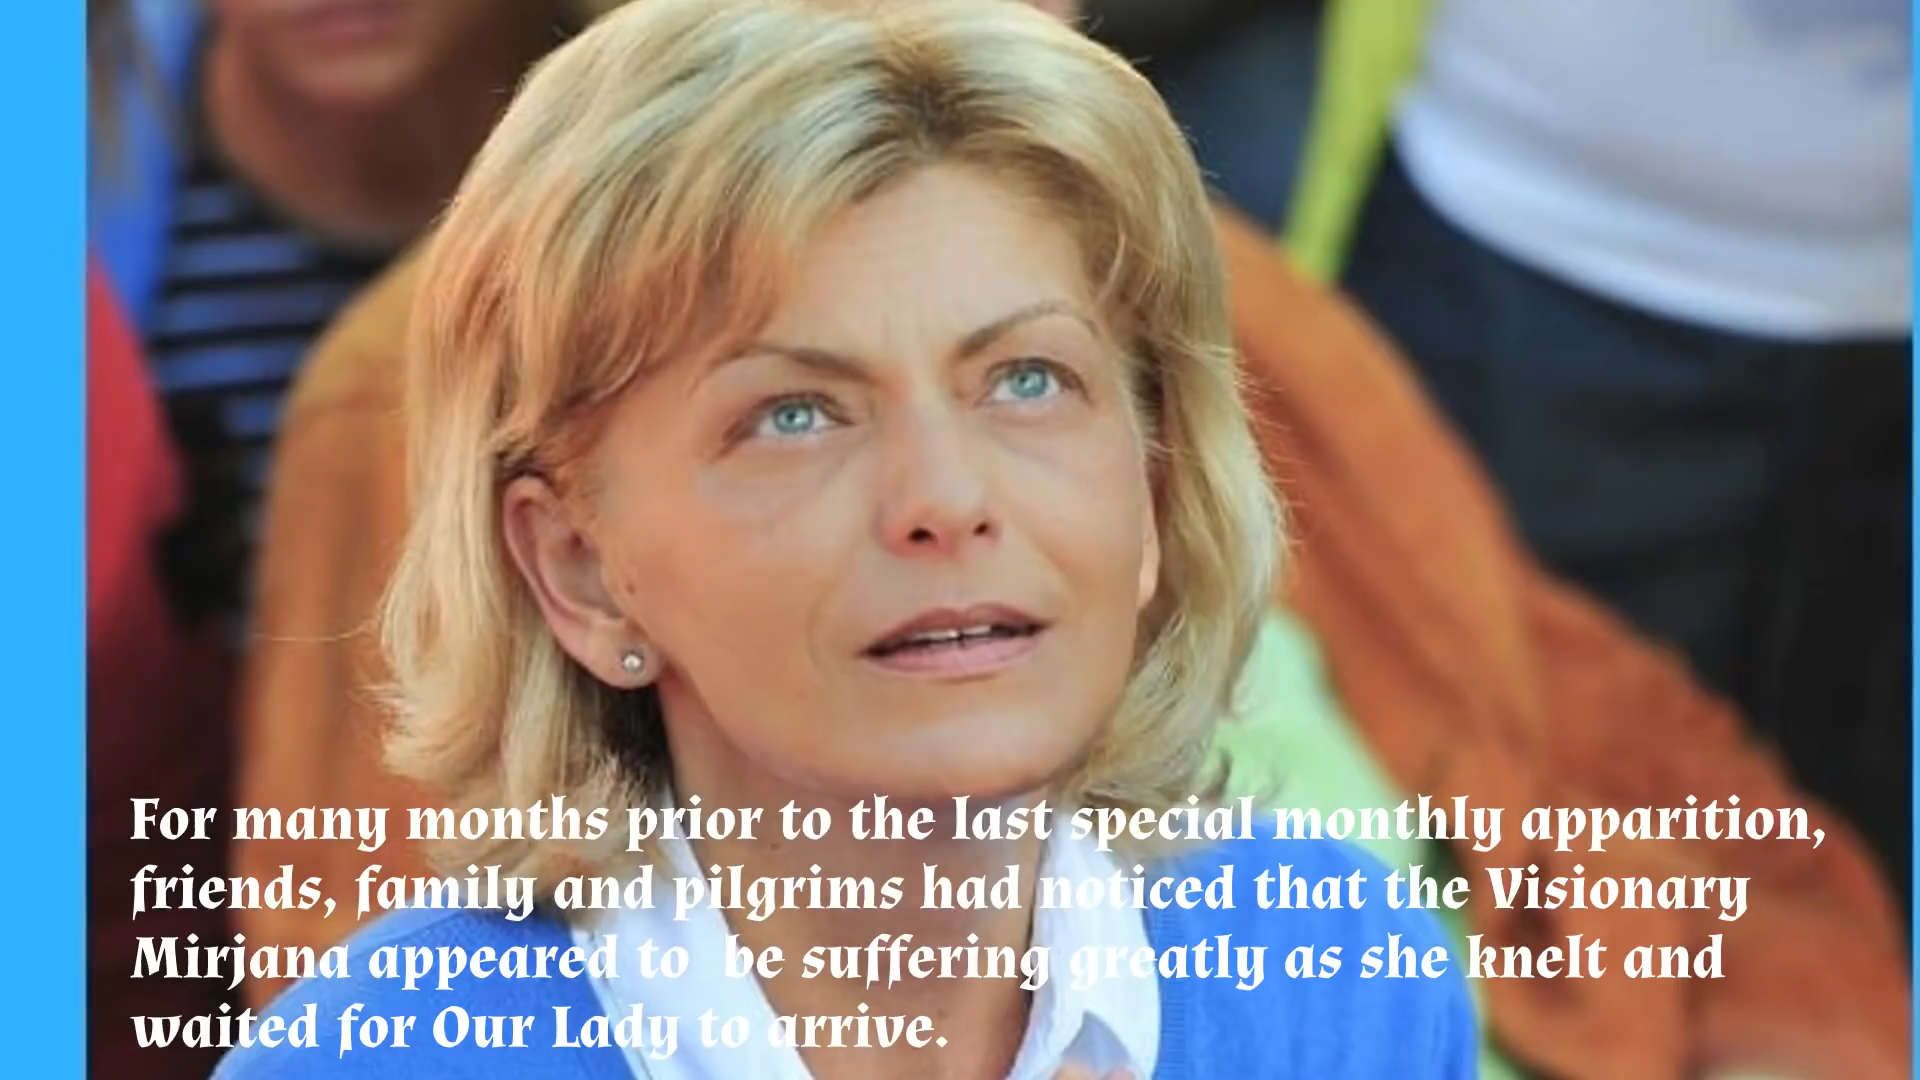 For many months prior to the last special monthly apparition,
friends, family and pilgrims had noticed that the Visionary
Mirjana appeared to  be suffering greatly as she knelt and
waited for Our Lady to arrive.